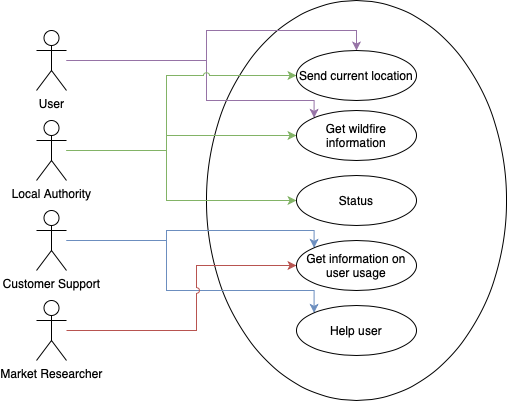 User
Local Authority
Customer Support
Market Researcher
Send current location
Get wildfire
information
Status
Get information on
user usage
Help user